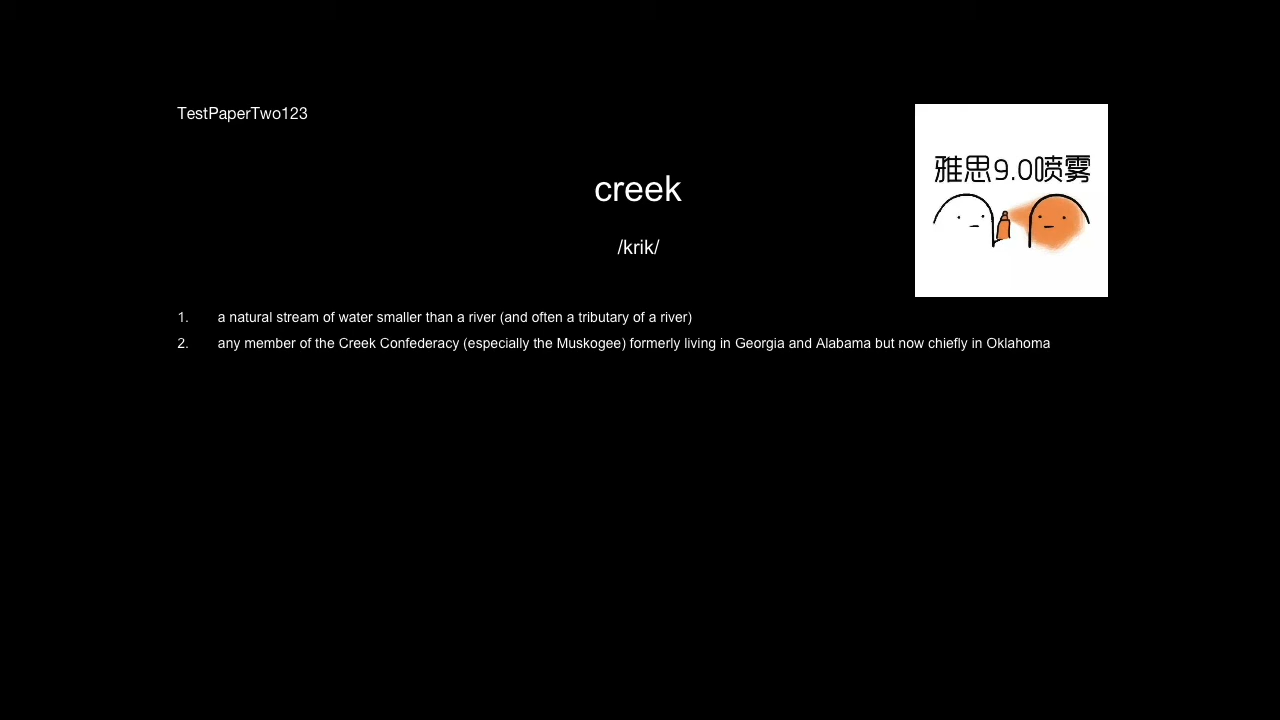 TestPaperTwo123
雅思9.0喷雾
creek
/krik/
1. a natural stream of water smaller than a river (and often a tributary of a river)
2. any member of the Creek Confederacy (especially the Muskogee) formerly living in Georgia and Alabama but now chiefly in Oklahoma